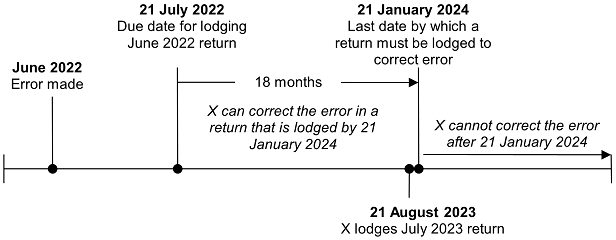 21 July 2022
Due date for lodging
June 2022 return
21 January 2024
Last date by which a
return must be lodged to
correct error
June 2022
Error made
18 months
X can correct the error in a
return that is lodged by 21
January 2024
X cannot correct the error
after 21 January 2024
21 August 2023
X lodges July 2023 return